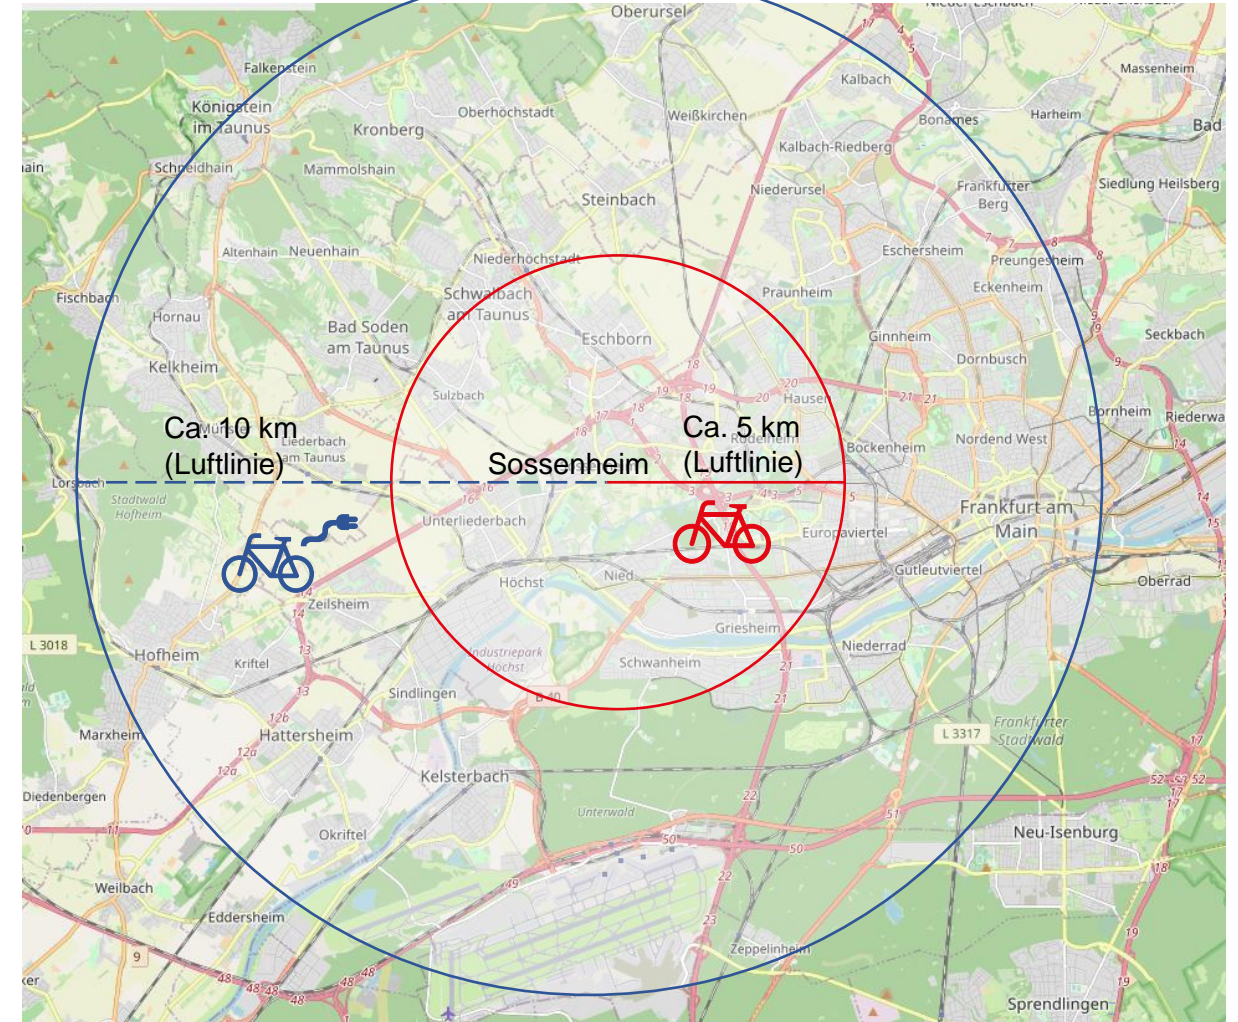 Oberursel
Kalbach
Massenheim
Falkenstein
Königstein
im Taunus
Kronberg
Oberhöchstadt
Weißkirchen
Bonames
Harheim
Bad
Kalbach-Riedberg
Schneidhain
Mammolshain
Steinbach
Niederursel
Frankfurter
Berg
Siedlung Heilsberg
Altenhain
Neuenhain
Niederhöchstadt
Eschersheim
Preungesheim
Fischbach
Hornau
Schwalbach
am Taunus
Praunheim
Eckenheim
Bad Soden
am Taunus
Eschborn
Ginnheim
Seckbach
Kelkheim
Dornbusch
Sulzbach
Hausen
Bornheim
Riederwa
Ca. 10 km
(Luftlinie)
Liederbach
am Taunus
Sossenheim
Ca. 5 km
(Luftlinie)
Rödelheim
Bockenheim
Nordend West
Lorsbach
Stadtwald
Hofheim
Unterliederbach
Europaviertel
Frankfurt am
Main
Höchst
Nied
Gutleutviertel
Oberrad
Zeilsheim
Griesheim
L 3018
Hofheim
Kriftel
Industriepark
Höchst
Schwanheim
Niederrad
Sindlingen
B 40
Marxheim
Hattersheim
L 3317
Frankfurter
Stadtwald
Kelsterbach
Diedenbergen
Unterwald
Okriftel
Neu-Isenburg
Weilbach
Eddersheim
Zeppelinheim
Sprendlingen